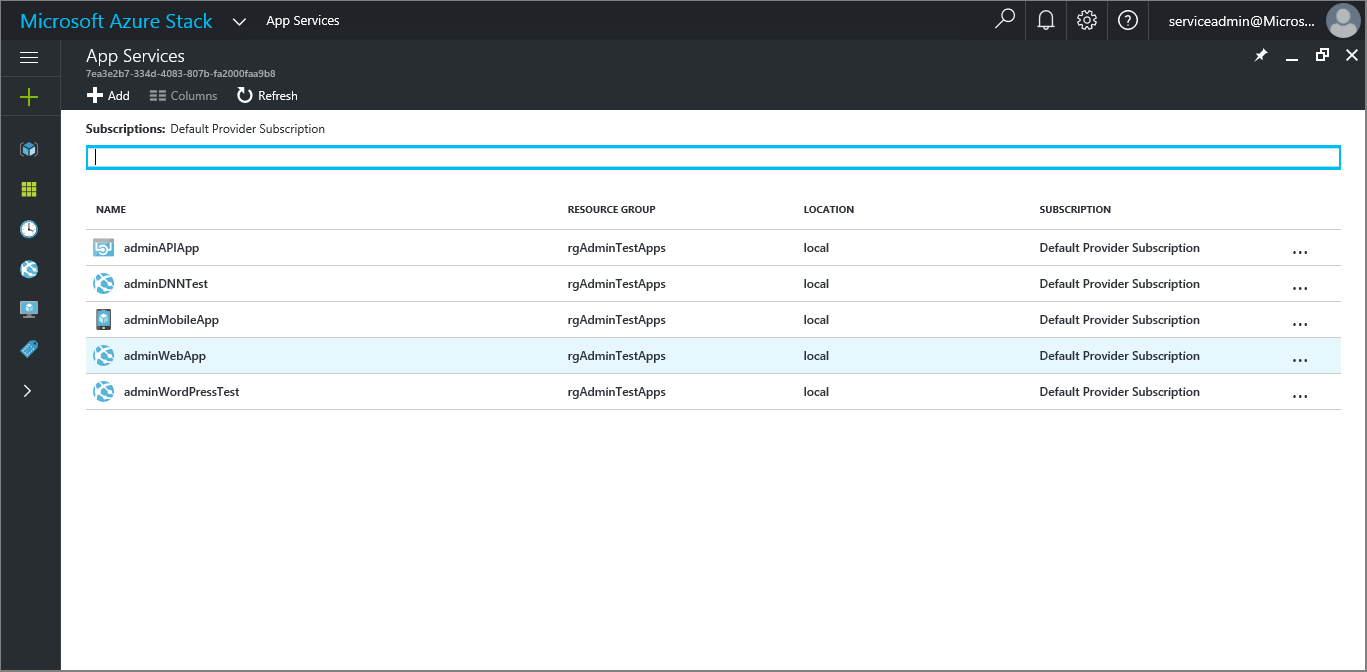 Microsoft Azure Stack App Services serviceadmin@Micros...
App Services
7ea3e2b7-334d-4083-807b-fa2000faa9b8
Add Columns Refresh
Subscriptions: Default Provider Subscription
NAME RESOURCE GROUP LOCATION SUBSCRIPTION
adminAPIApp rgAdminTestApps local Default Provider Subscription ...
adminDNNTest rgAdminTestApps local Default Provider Subscription ...
adminMobileApp rgAdminTestApps local Default Provider Subscription ...
adminWebApp rgAdminTestApps local Default Provider Subscription ...
adminWordPressTest rgAdminTestApps local Default Provider Subscription ...